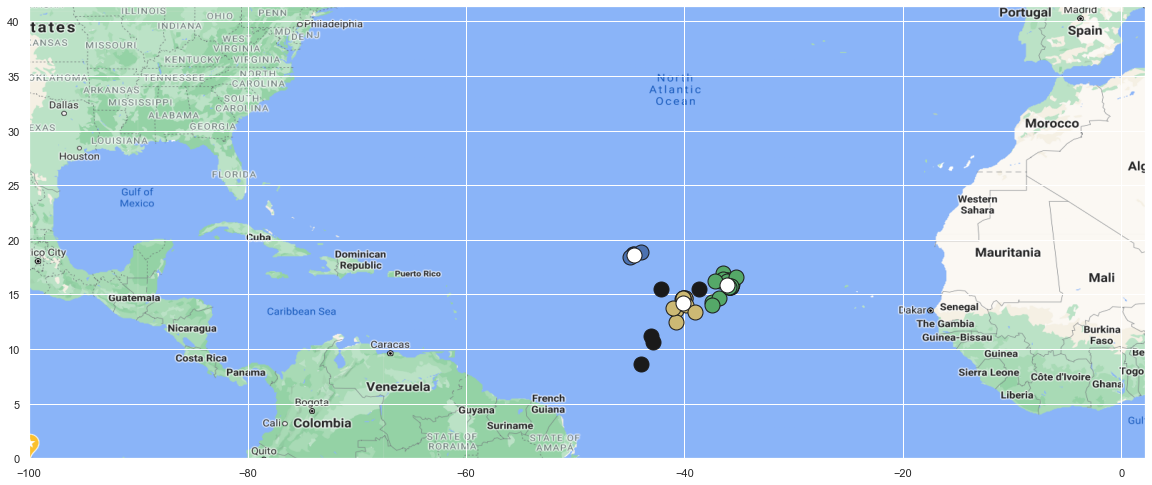 ILLINOIS
OHIO
PENN
Philadelphia
Portugal
Madrid
Spain
tates
INDIANA
MD
DE
NJ
KANSAS
MISSOURI
WEST
VIRGINIA
KENTUCKY
VIRGINIA
OKLAHOMA
TENNESSEE
NORTH
CAROLINA
ARKANSAS
Dallas
MISSISSIPPI
SOUTH
CAROLINA
ALABAMA
GEORGIA
EXAS
LOUISIANA
Houston
FLORIDA
North
Atlantic
Ocean
Morocco
Alg
Gulf of
Mexico
Western
Sahara
Cuba
ico City
Dominican
Republic
Puerto Rico
Mauritania
Mali
Guatemala
Caribbean Sea
Nicaragua
Dakar
Senegal
The Gambia
Guinea-Bissau
Burkina
Faso
Costa Rica
Panama
Caracas
Guinea
Be
Venezuela
Sierra Leone
Côte d'Ivoire
Togo
Ghana
Liberia
Bogota
Guyana
French
Guiana
Suriname
Cali
Colombia
STATE OF
RORAIMA
STATE OF
AMAPA
Gulf
Quito
40
35
30
25
20
15
10
5
0
−100
−80
−60
−40
−20
0